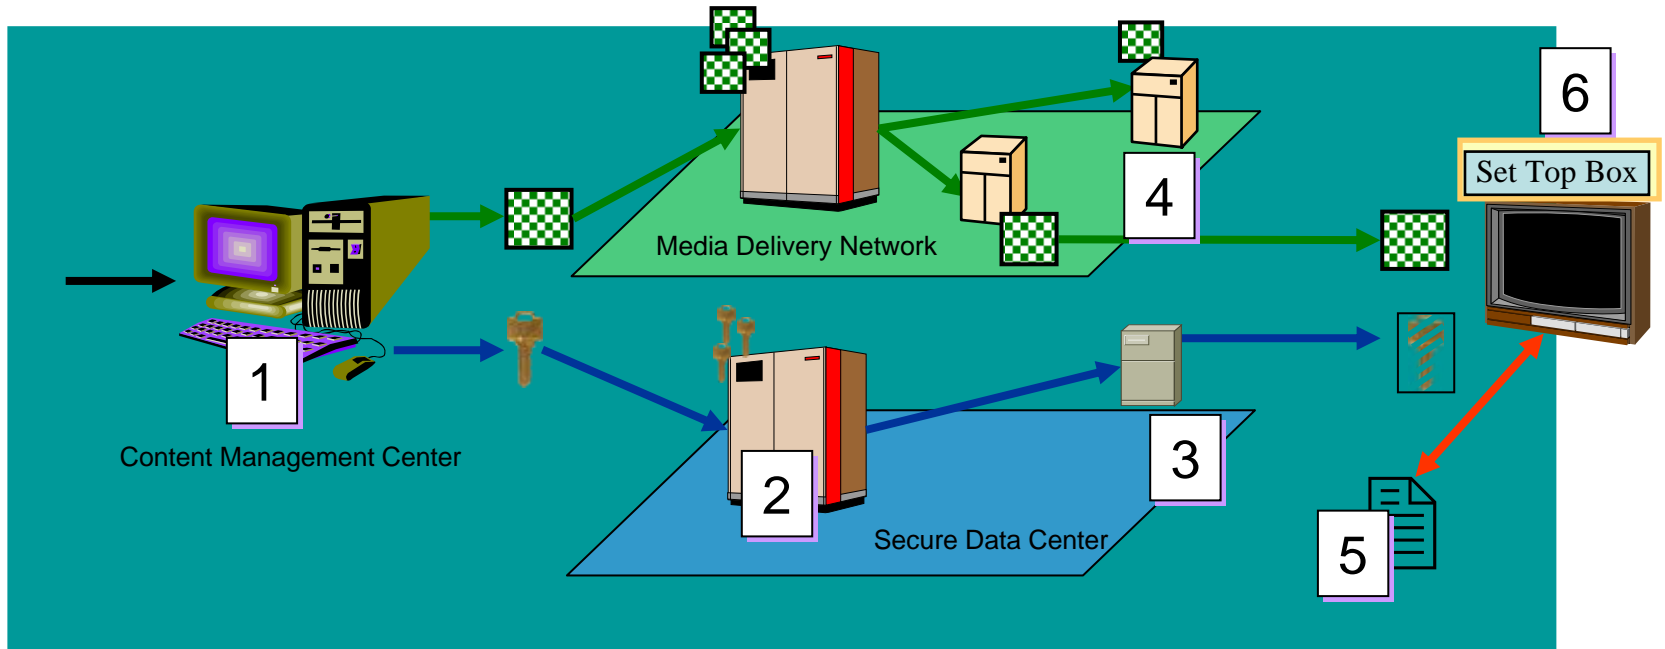 6
Set Top Box
4
Media Delivery Network
1
Content Management Center
3
2
Secure Data Center
5